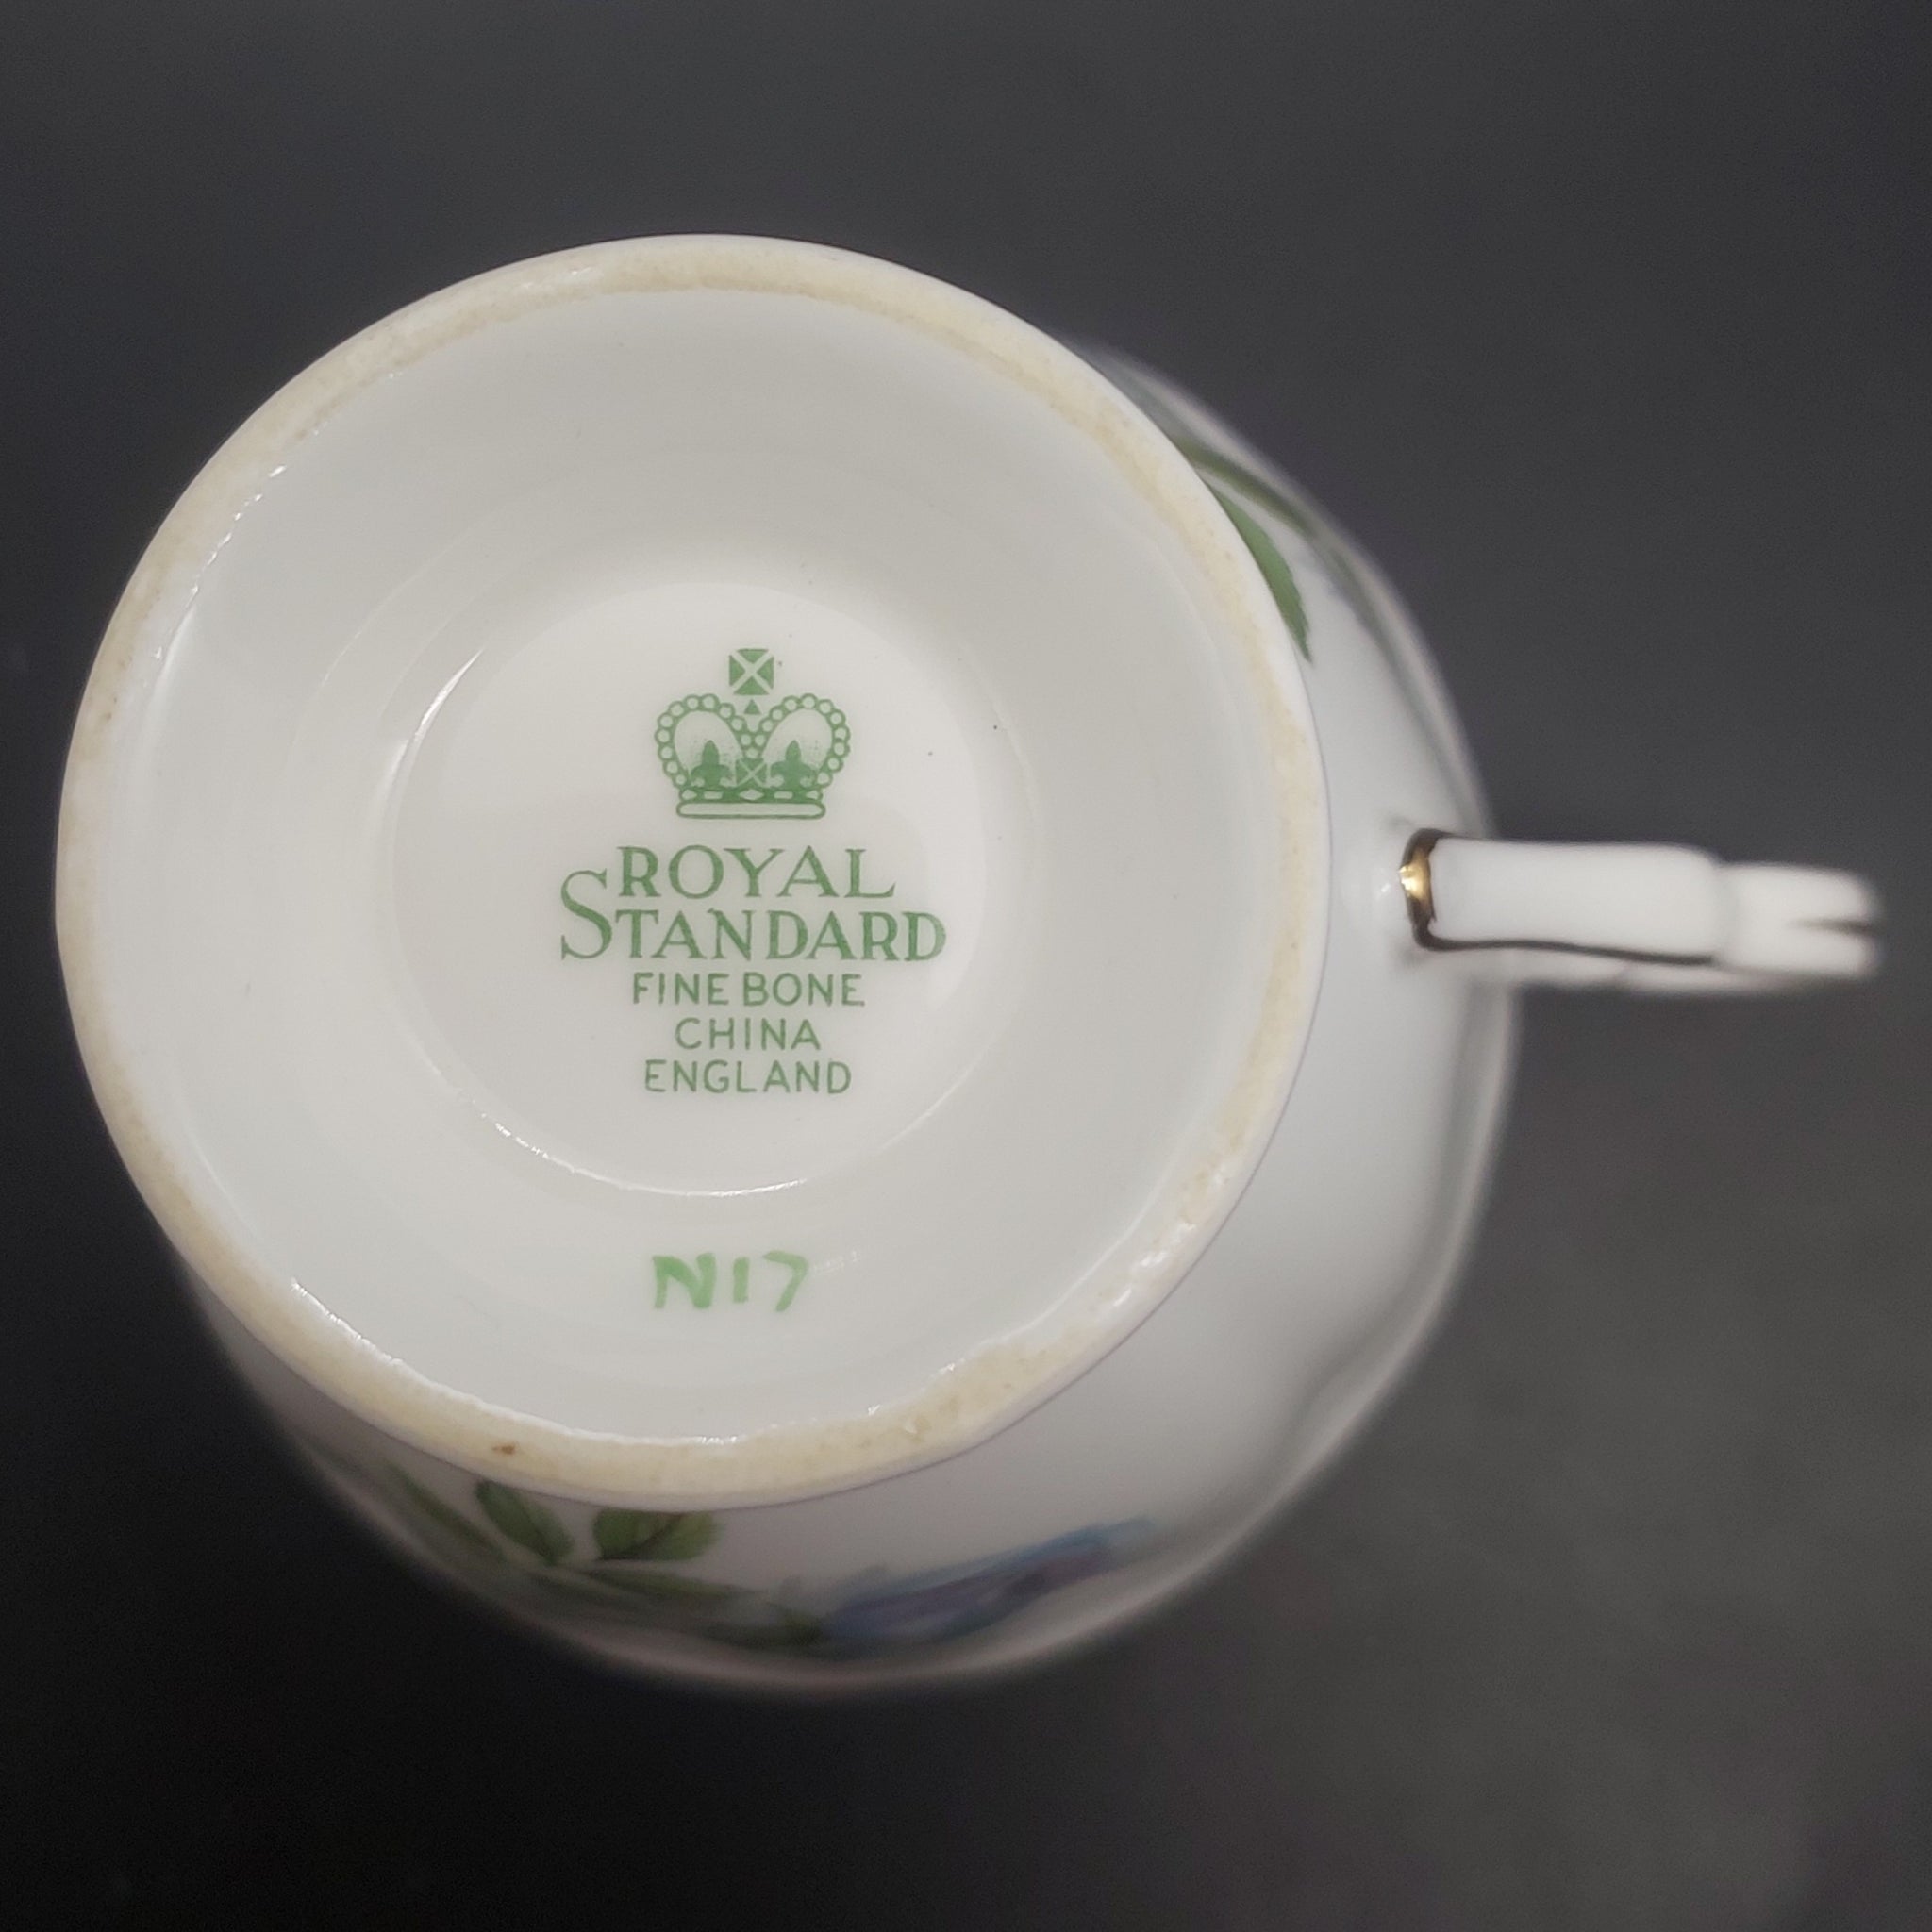 ROYAL
STANDARD
FINE BONE
CHINA
ENGLAND
N17